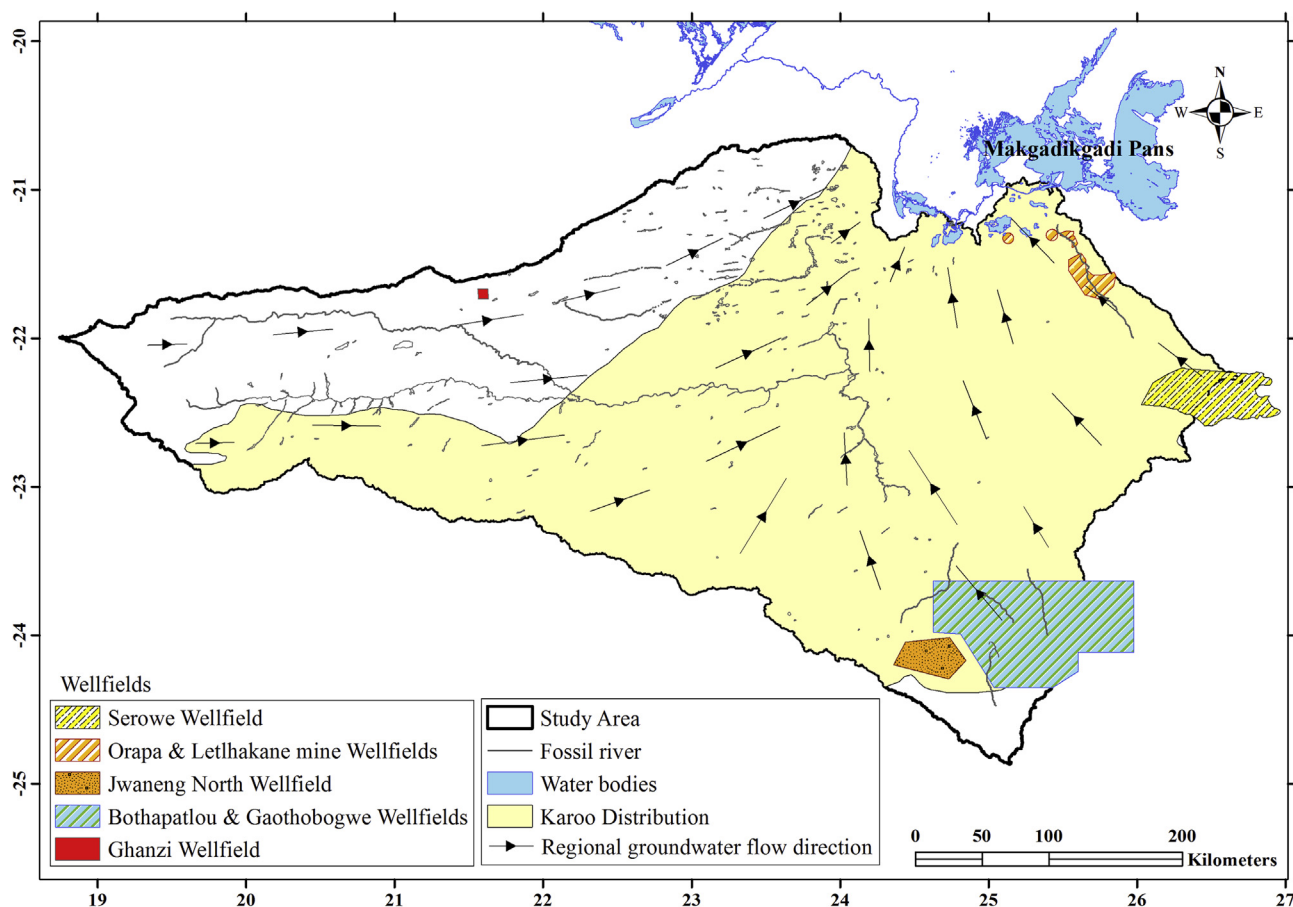 -20
-21
-22
-23
-24
-25
N
W
E
S
Makgadikgadi Pans
Wellfields
Serowe Wellfield
Orapa & Letlhakane mine Wellfields
Jwaneng North Wellfield
Bothapatlou & Gaothobogwe Wellfields
Ghanzi Wellfield
Study Area
Fossil river
Water bodies
Karoo Distribution
Regional groundwater flow direction
0 50 100 200
Kilometers
19 20 21 22 23 24 25 26 27